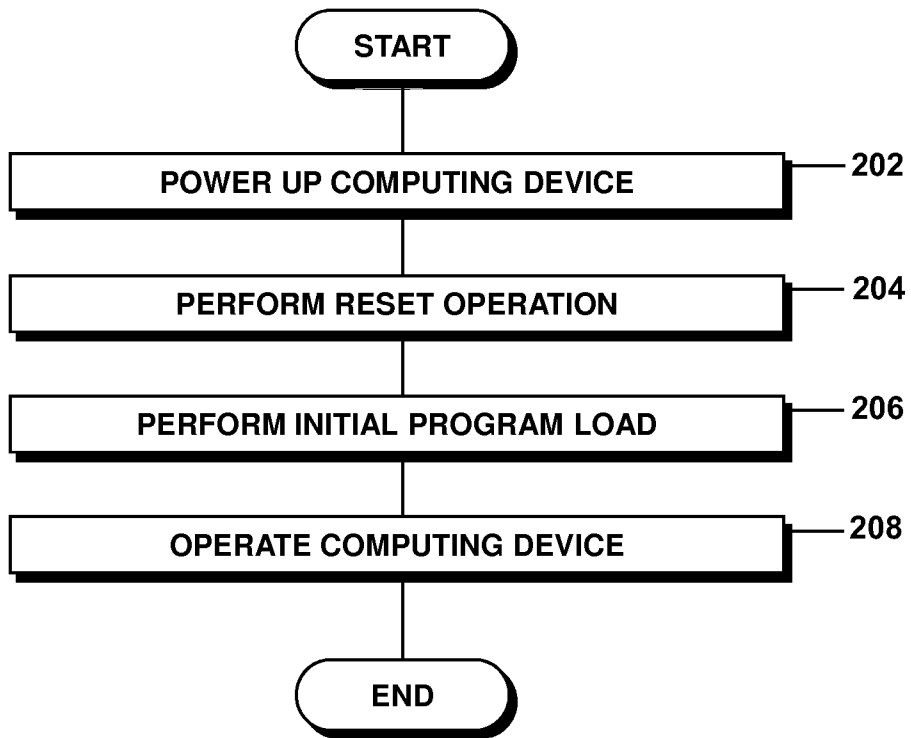 START
POWER UP COMPUTING DEVICE
202
PERFORM RESET OPERATION
204
PERFORM INITIAL PROGRAM LOAD
206
OPERATE COMPUTING DEVICE
208
END